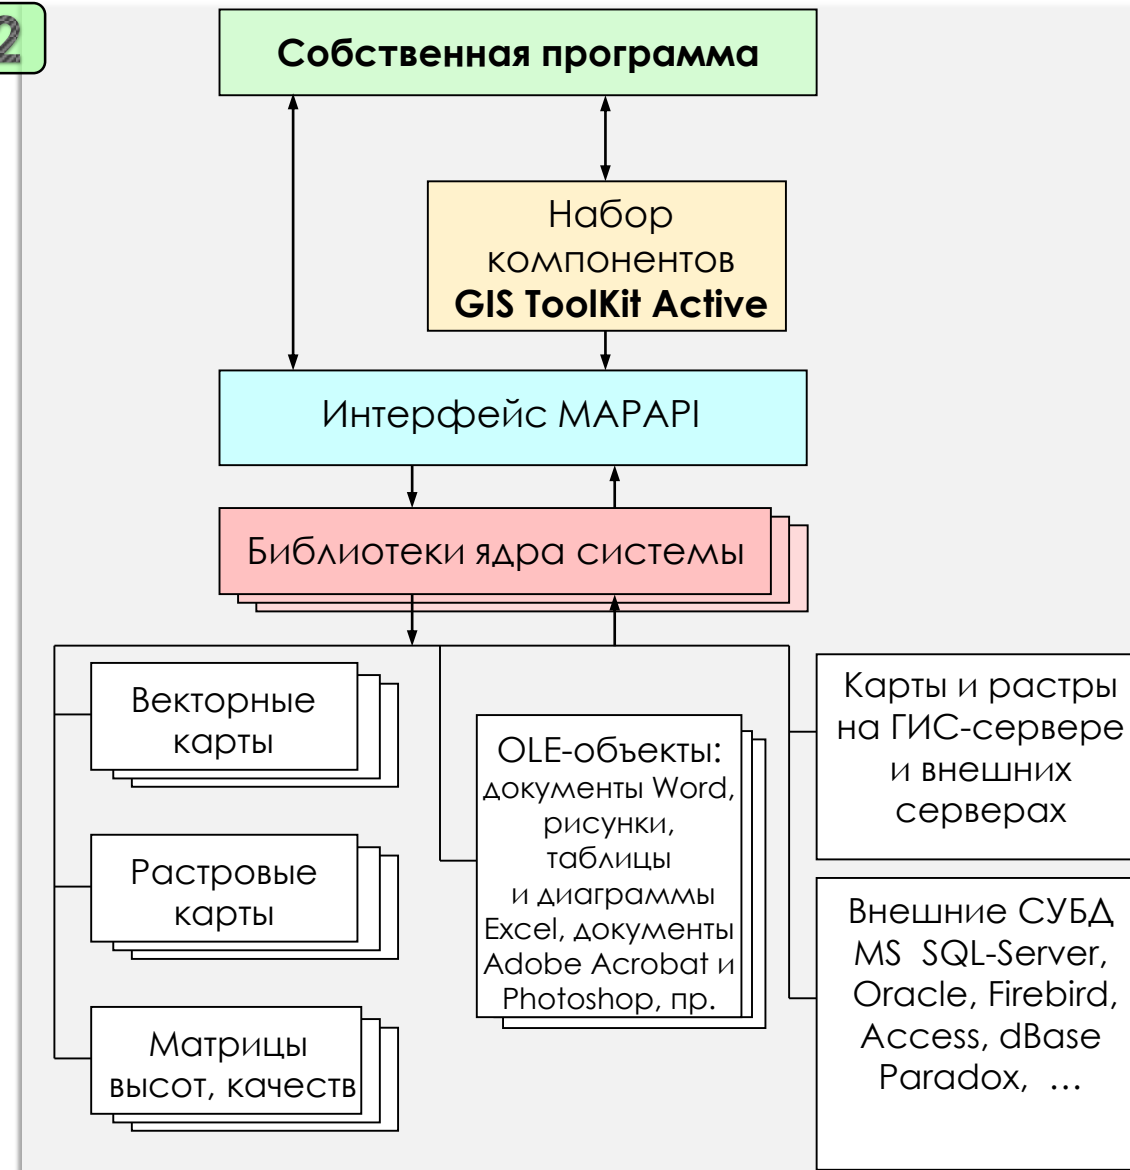 2
Собственная программа
Набор
компонентов
GIS ToolKit Active
Интерфейс MAPAPI
Библиотеки ядра системы
Векторные
карты
Растровые
карты
Матрицы
высот, качеств
OLE-объекты:
документы Word,
рисунки,
таблицы
и диаграммы
Excel, документы
Adobe Acrobat и
Photoshop, пр.
Карты и растры
на ГИС-сервере
и внешних
серверах
Внешние СУБД
MS SQL-Server,
Oracle, Firebird,
Access, dBase
Paradox, ...